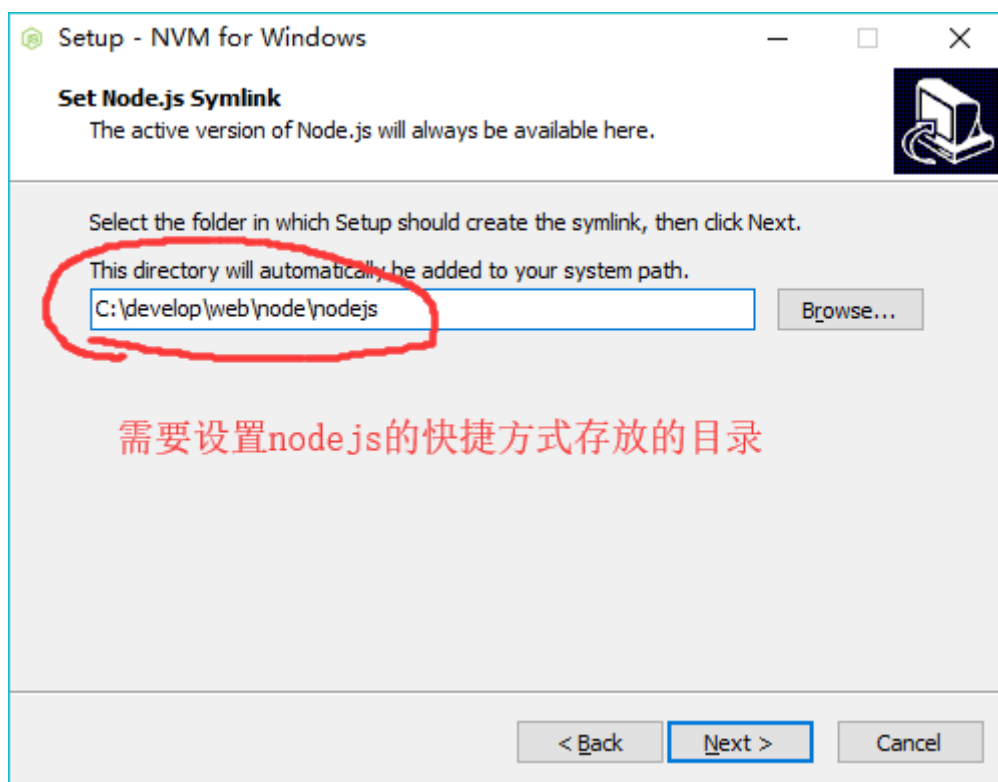 Setup - NVM for Windows
Set Node.js Symlink
The active version of Node.js will always be available here.
Select the folder in which Setup should create the symlink, then click Next.
This directory will automatically be added to your system path.
C:\develop\web\node\nodejs
Browse...
需要设置nodejs的快捷方式存放的目录
< Back
Next >
Cancel